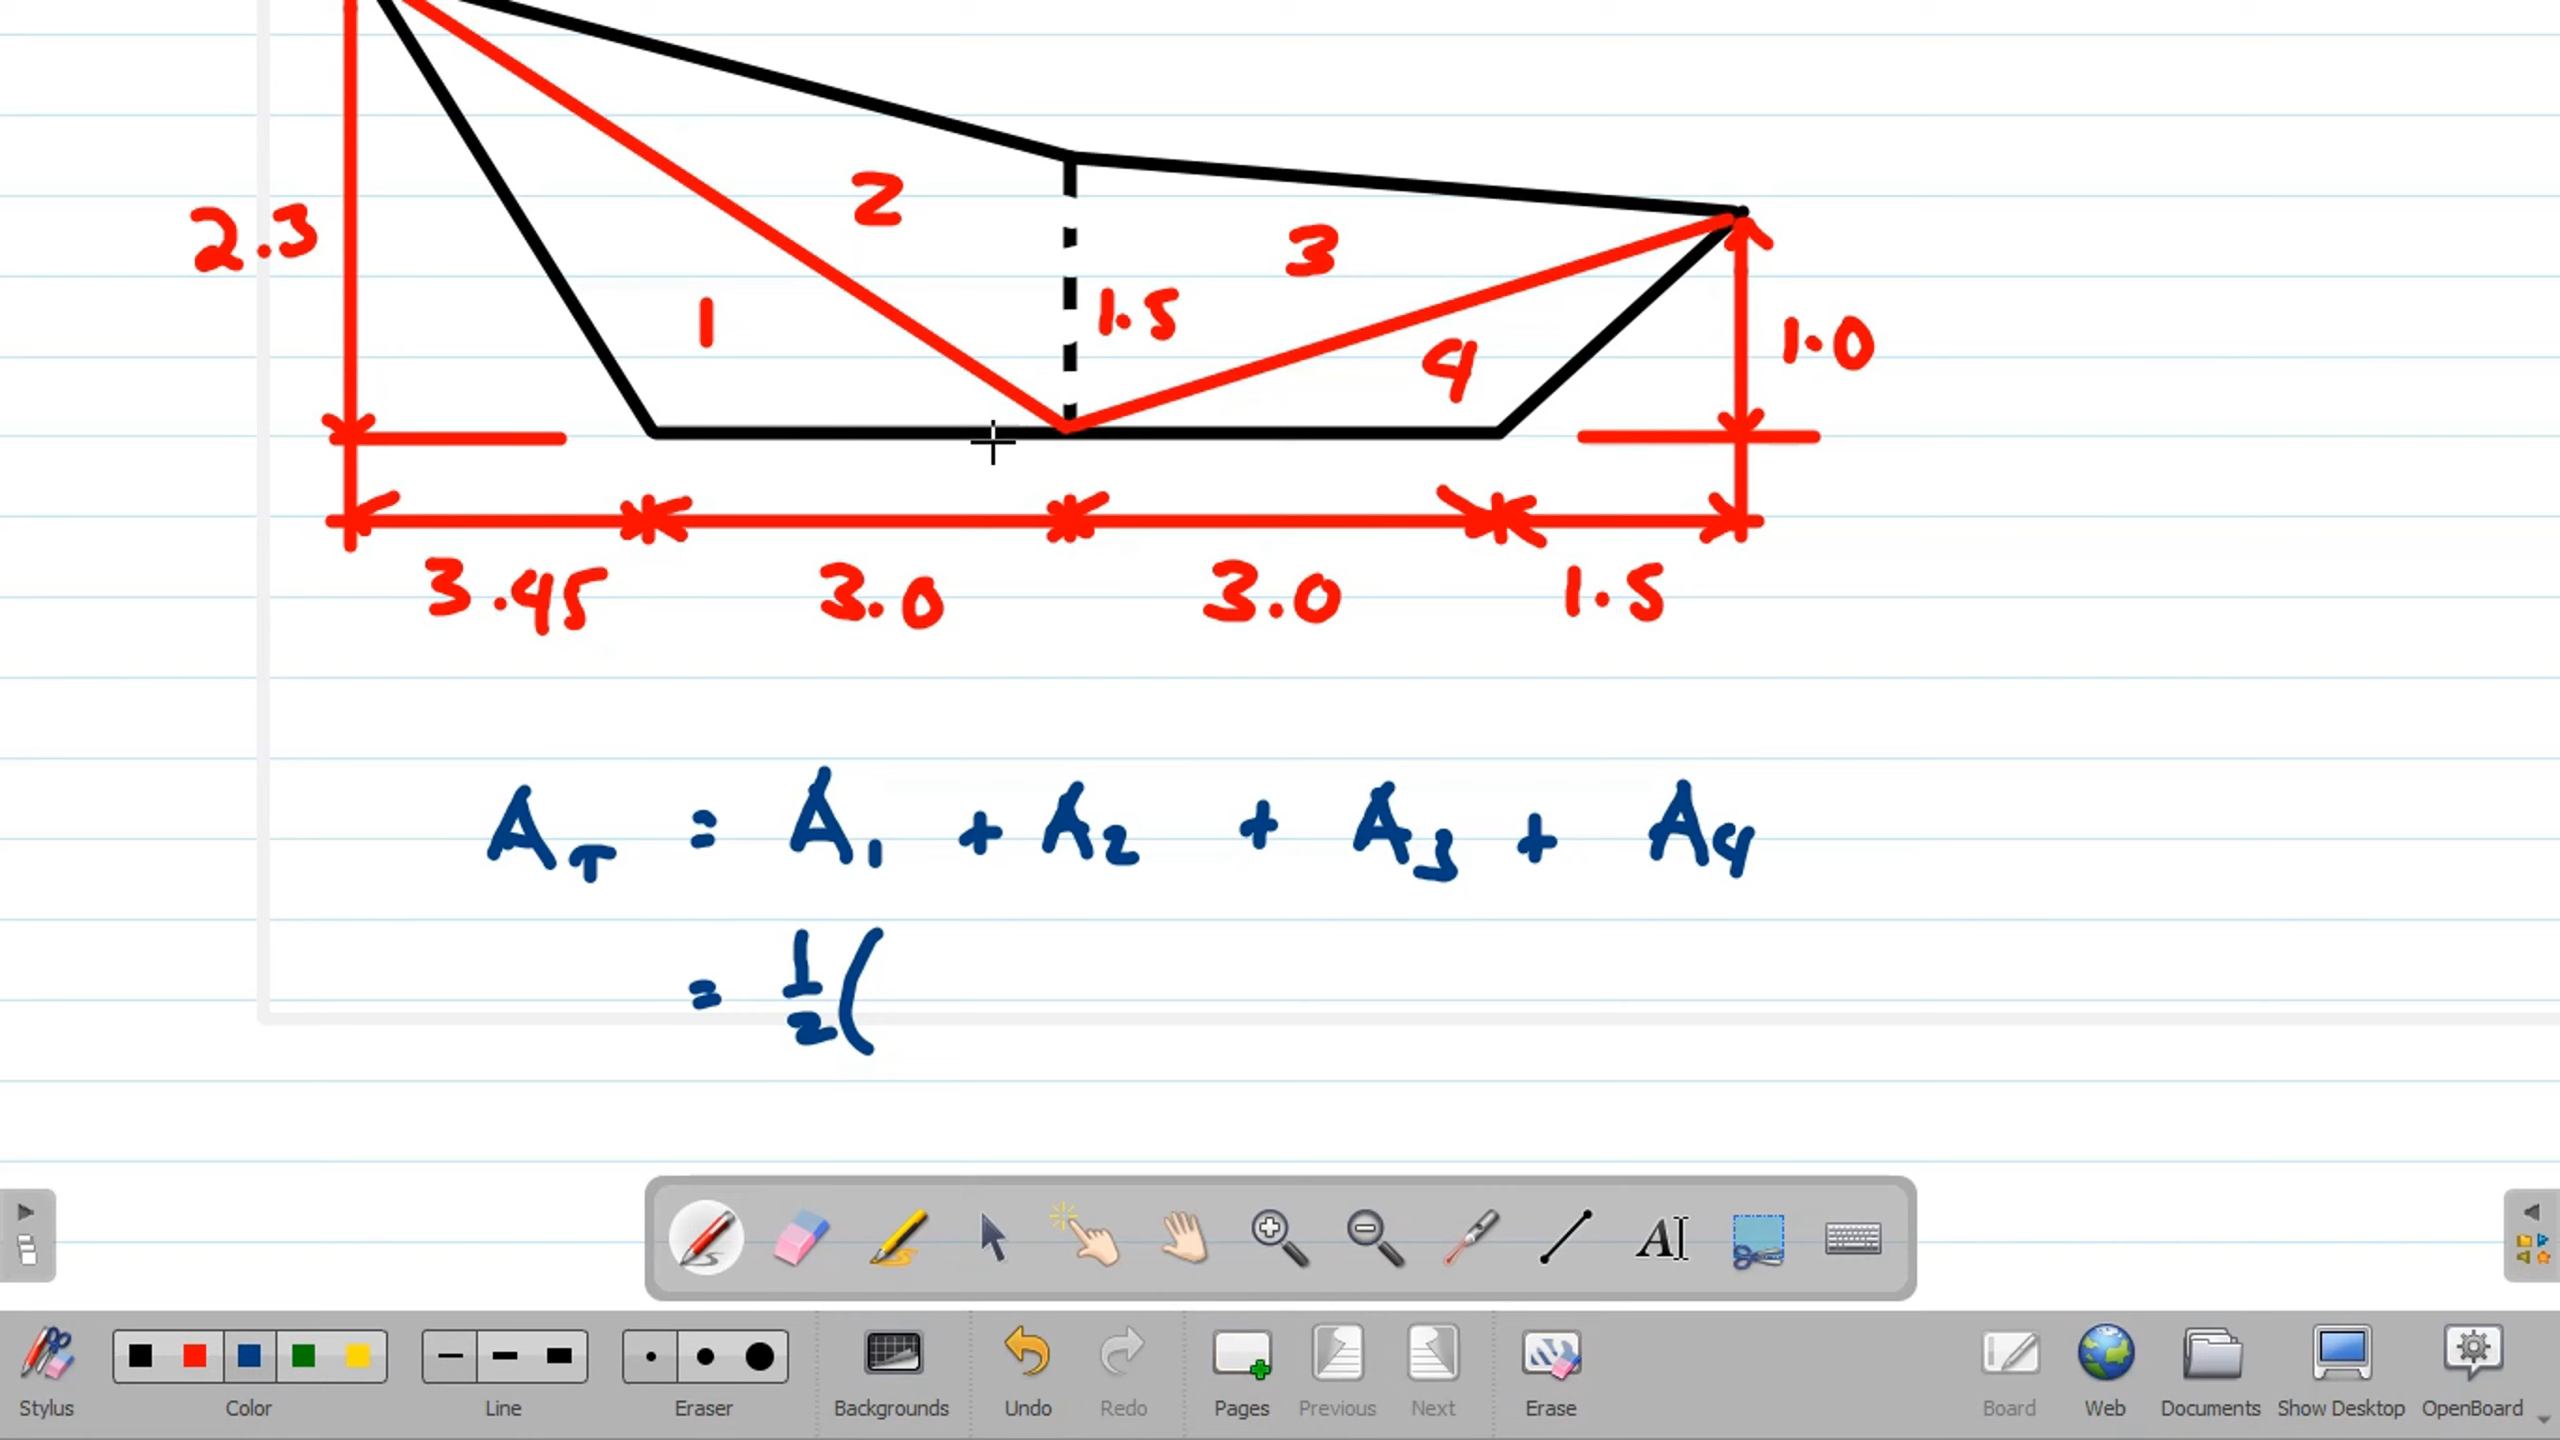 2
3
2.3
1
1.5
4
1.0
3.45 3.0 3.0 1.5
A_T = A_1 + A_2 + A_3 + A_4
= 1/2 (
AI
Stylus Color Line Eraser Backgrounds Undo Redo Pages Previous Next Erase Board Web Documents Show Desktop OpenBoard